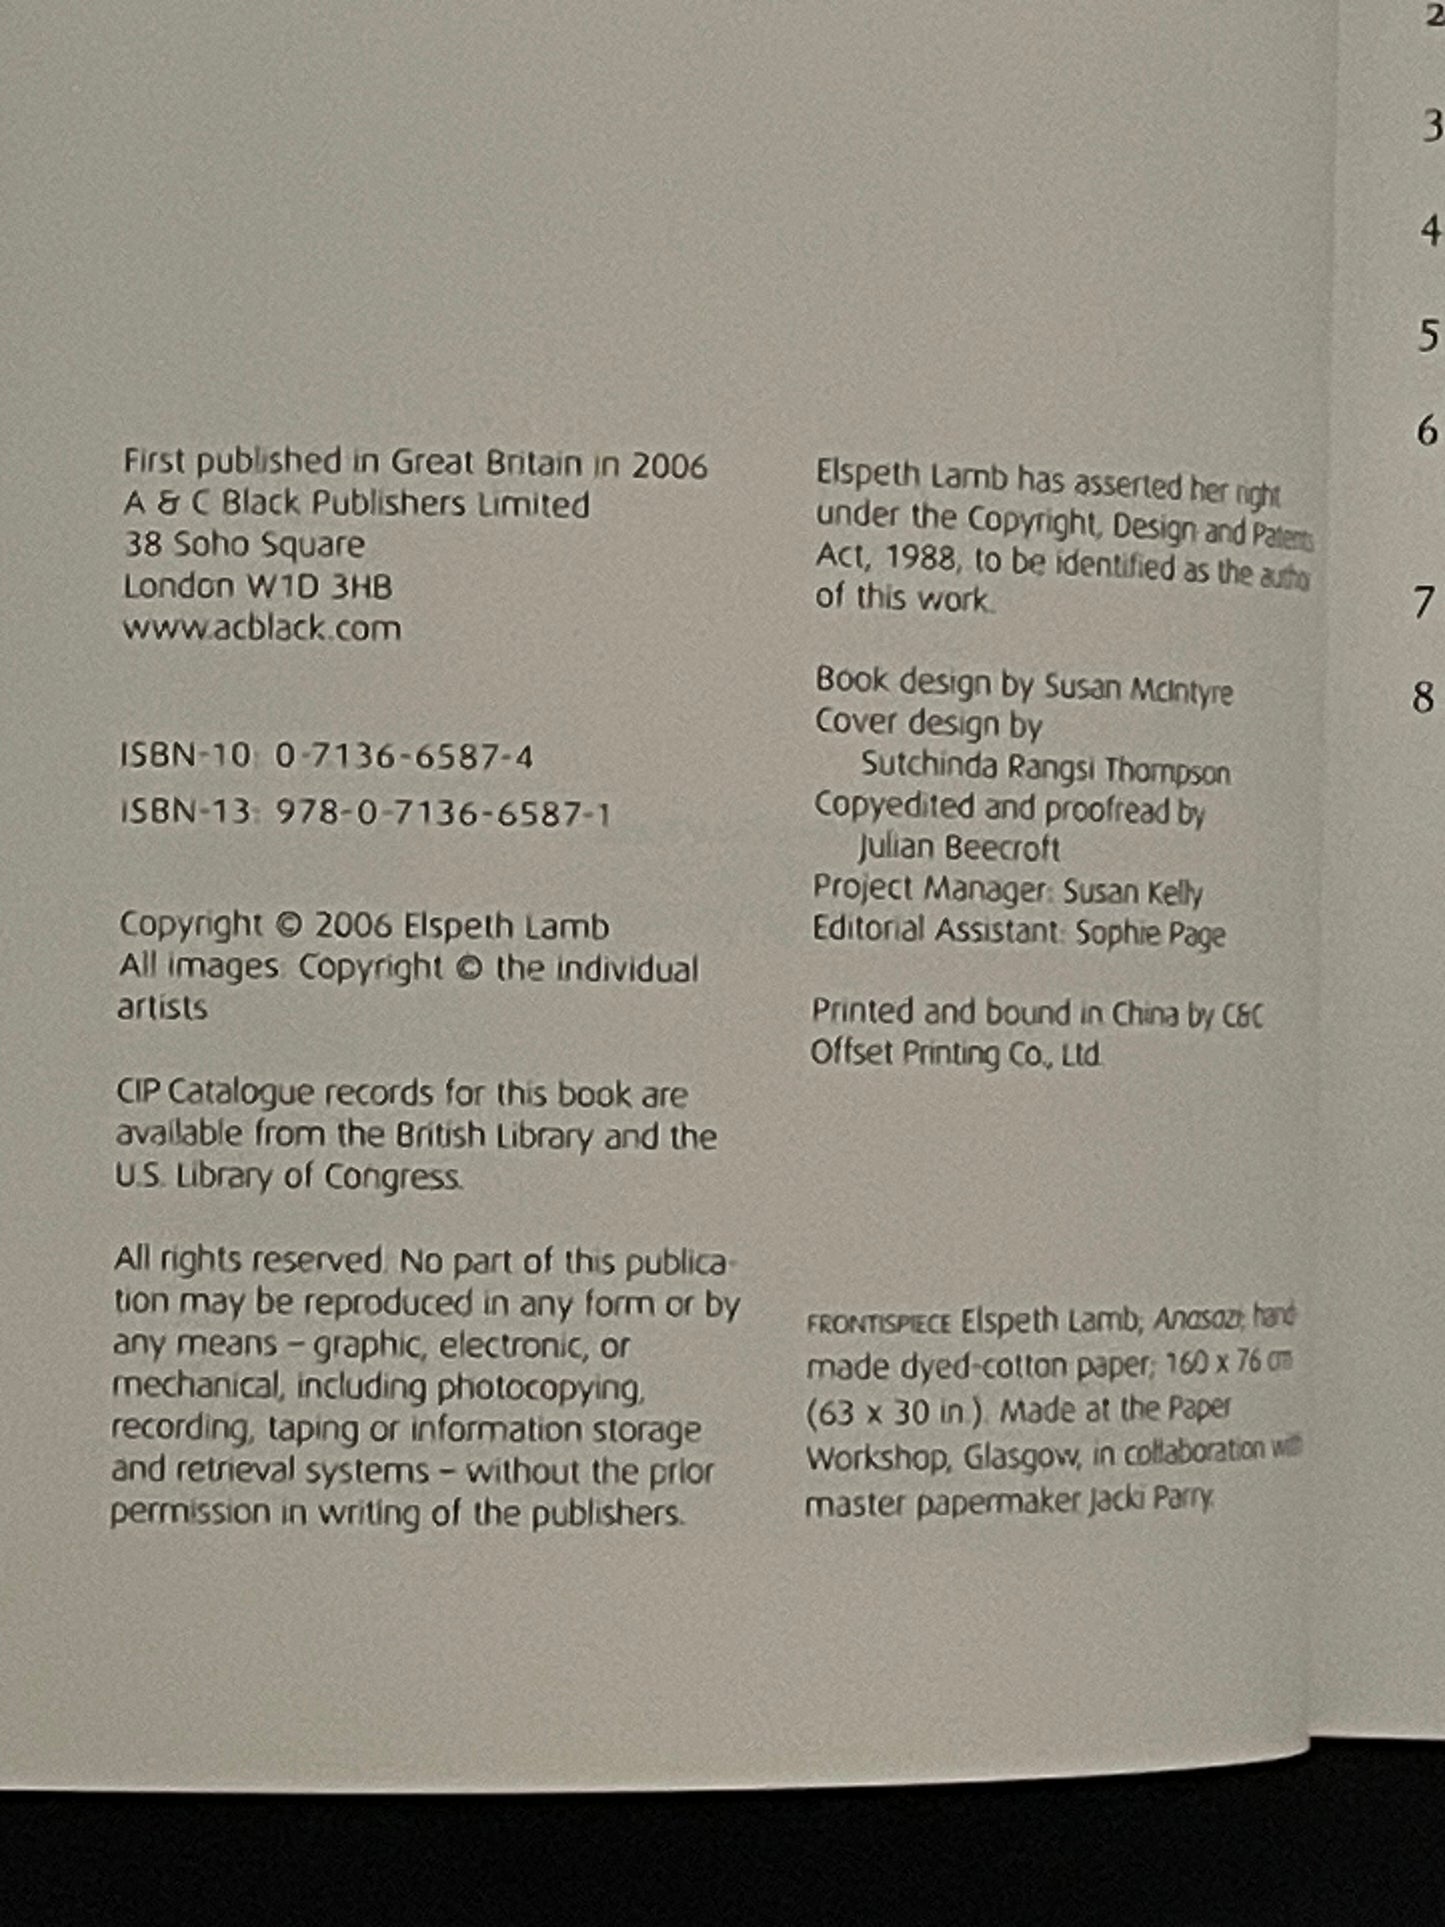 First published in Great Britain in 2006
A & C Black Publishers Limited
38 Soho Square
London W1D 3HB
www.acblack.com
ISBN-10: 0-7136-6587-4
ISBN-13: 978-0-7136-6587-1
Copyright © 2006 Elspeth Lamb
All images: Copyright © the individual
artists
CIP Catalogue records for this book are
available from the British Library and the
U.S. Library of Congress.
All rights reserved. No part of this publica-
tion may be reproduced in any form or by
any means – graphic, electronic, or
mechanical, including photocopying,
recording, taping or information storage
and retrieval systems – without the prior
permission in writing of the publishers.
Elspeth Lamb has asserted her right
under the Copyright, Design and Patents
Act, 1988, to be identified as the author
of this work.
Book design by Susan McIntyre
Cover design by
Sutchinda Rangsi Thompson
Copyedited and proofread by
Julian Beecroft
Project Manager: Susan Kelly
Editorial Assistant: Sophie Page
Printed and bound in China by C&C
Offset Printing Co., Ltd.
FRONTISPIECE Elspeth Lamb, Anasazi; hand-
made dyed-cotton paper; 160 x 76 cm
(63 x 30 in.). Made at the Paper
Workshop, Glasgow, in collaboration with
master papermaker Jacki Parry.
2
3
4
5
6
7
8